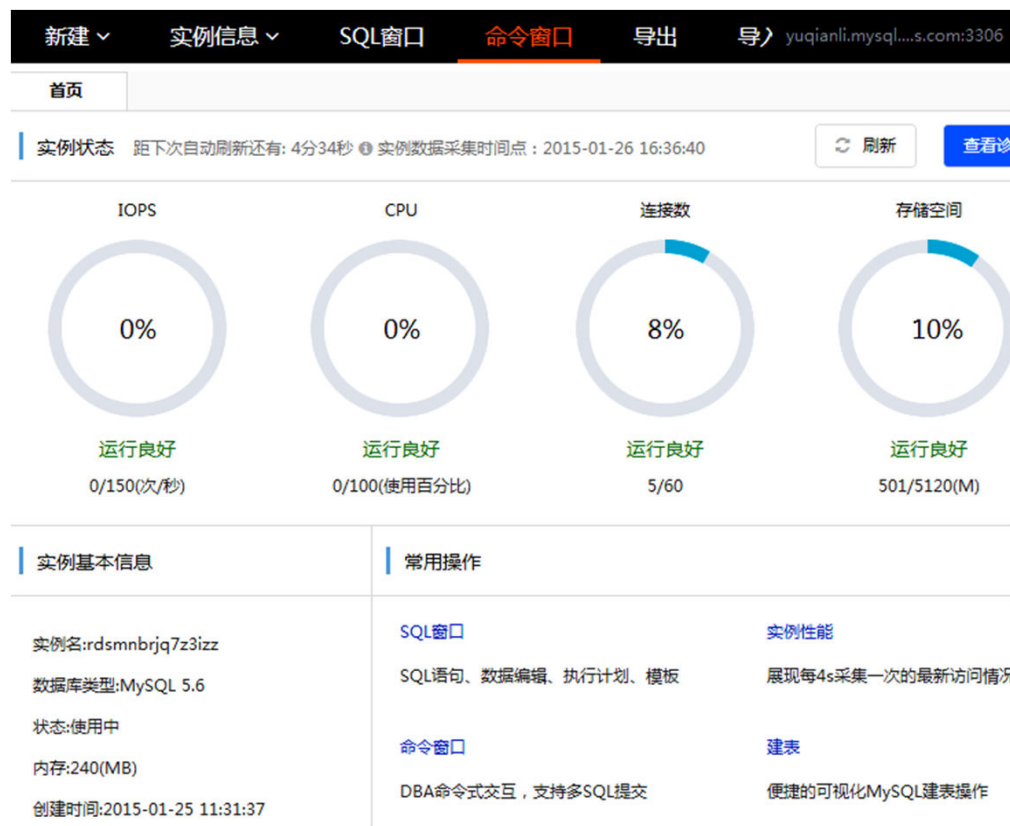 新建 实例信息 SQL窗口 命令窗口 导出 导入 yuqianli.mysql....s.com:3306
首页
实例状态 距下次自动刷新还有: 4分34秒 实例数据采集时间点：2015-01-26 16:36:40 刷新 查看诊
IOPS CPU 连接数 存储空间
0% 0% 8% 10%
运行良好 运行良好 运行良好 运行良好
0/150(次/秒) 0/100(使用百分比) 5/60 501/5120(M)
实例基本信息 常用操作
实例名:rdsmnbrjq7z3izz
数据库类型:MySQL 5.6
状态:使用中
内存:240(MB)
创建时间:2015-01-25 11:31:37
SQL窗口 实例性能
SQL语句、数据编辑、执行计划、模板 展现每4s采集一次的最新访问情况
命令窗口 建表
DBA命令式交互，支持多SQL提交 便捷的可视化MySQL建表操作